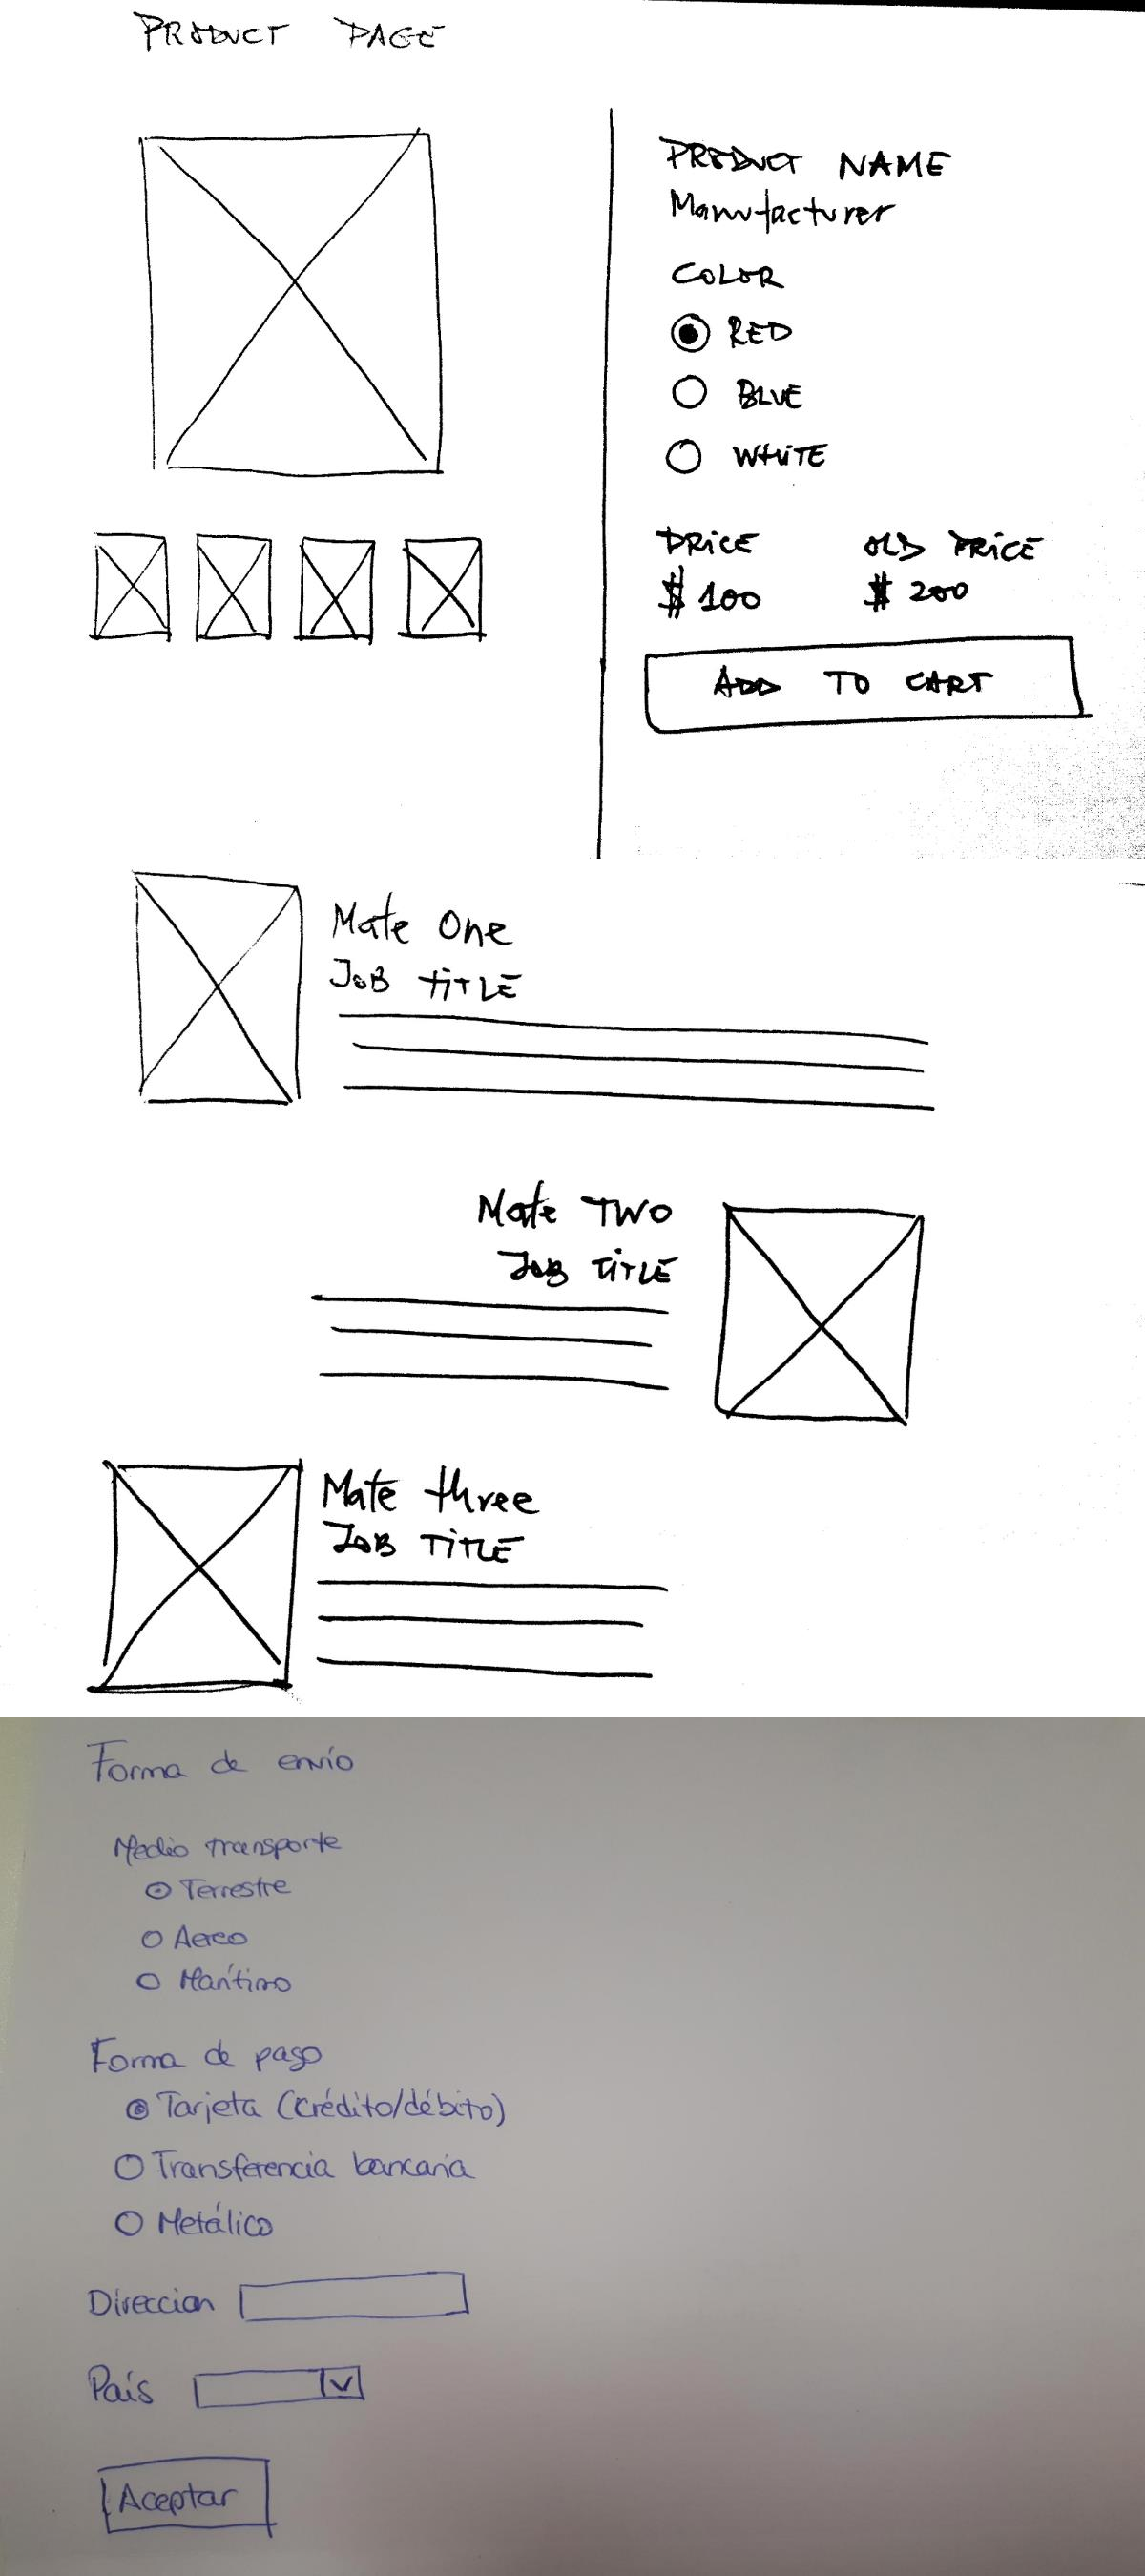 PRODUCT PAGE
PRODUCT NAME
Manufacturer
COLOR
RED
BLUE
WHITE
PRICE OLD PRICE
$100 $200
ADD TO CART
Mate One
JOB TITLE
Mate TWO
JOB TITLE
Mate three
JOB TITLE
Forma de envío
Medio transporte
Terrestre
Aereo
Marítimo
Forma de pago
Tarjeta (crédito/débito)
Transferencia bancaria
Metálico
Direccion
País
Aceptar